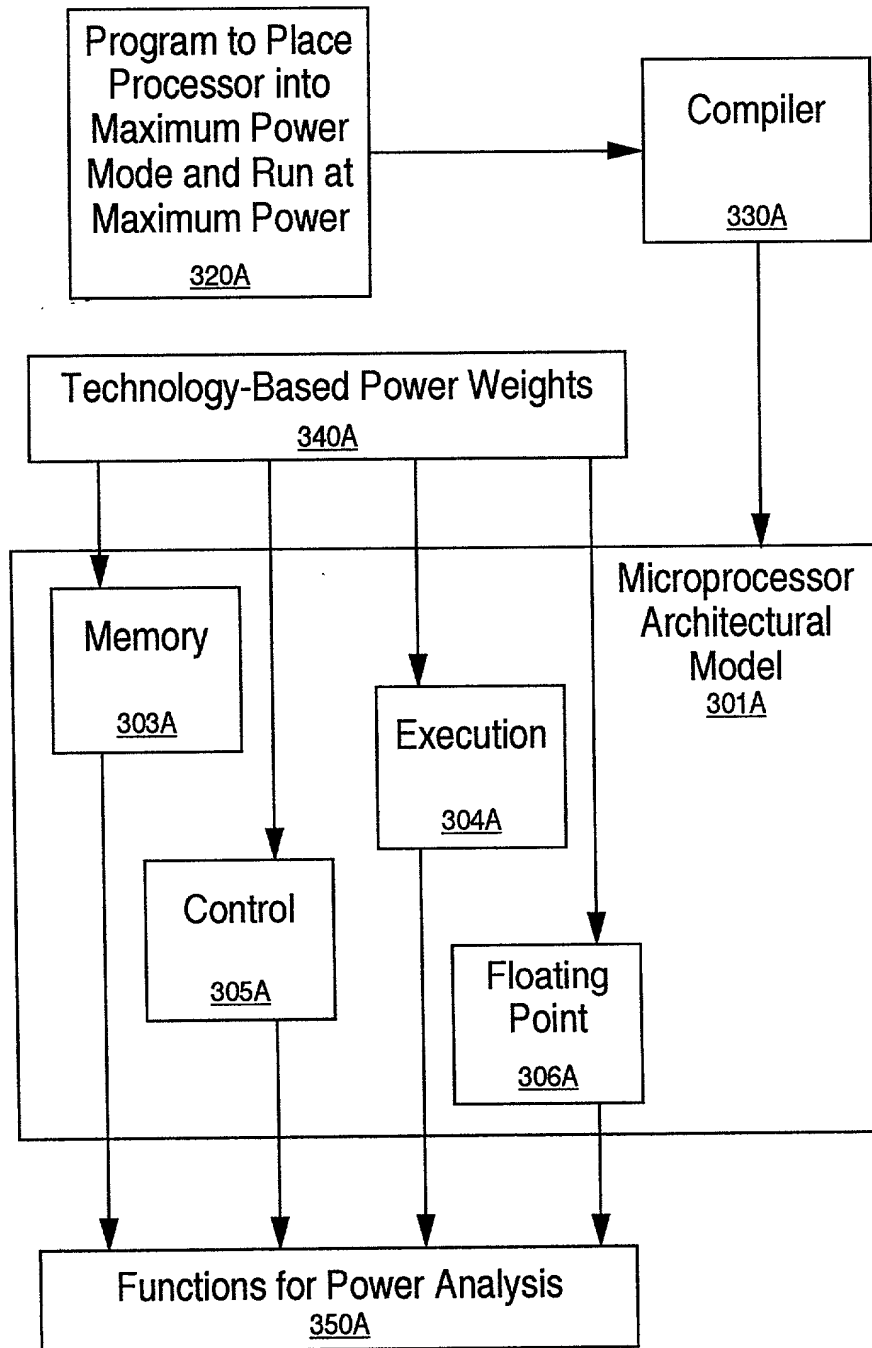 Program to Place
Processor into
Maximum Power
Mode and Run at
Maximum Power
320A
Compiler
330A
Technology-Based Power Weights
340A
Microprocessor
Architectural
Model
301A
Memory
303A
Execution
304A
Control
305A
Floating
Point
306A
Functions for Power Analysis
350A